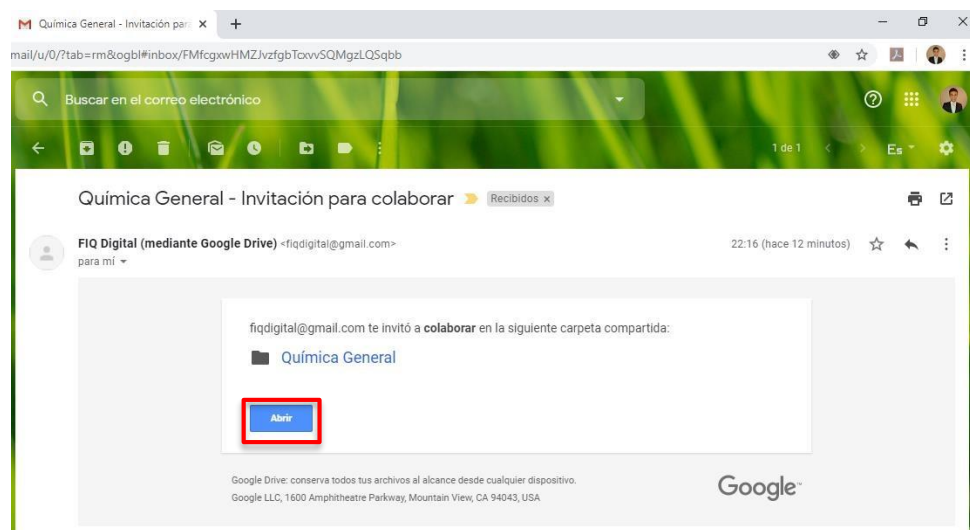 Química General - Invitación par
mail/u/0/?tab=rm&ogbl#inbox/FMfcgxwHMZJvzfgbTcxvvSQMgzLQSqbb
Buscar en el correo electrónico
1 de 1
Es
Química General - Invitación para colaborar
Recibidos x
FIQ Digital (mediante Google Drive) <fiqdigital@gmail.com>
22:16 (hace 12 minutos)
para mí
fiqdigital@gmail.com te invitó a colaborar en la siguiente carpeta compartida:
Química General
Abrir
Google Drive: conserva todos tus archivos al alcance desde cualquier dispositivo.
Google LLC, 1600 Amphitheatre Parkway, Mountain View, CA 94043, USA
Google